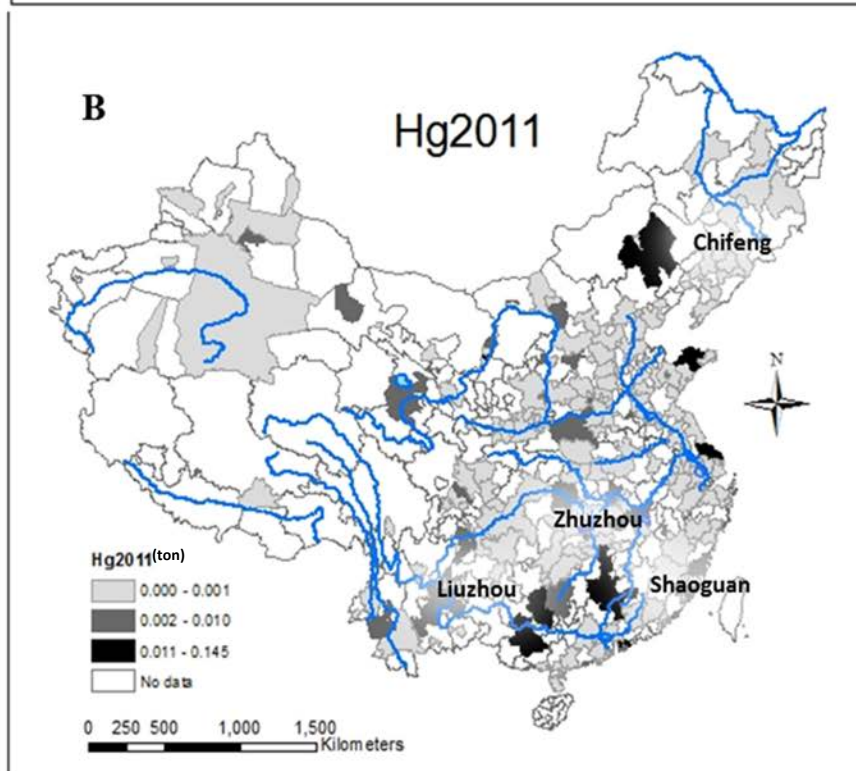 B
Hg2011
Chifeng
N
Zhuzhou
Liuzhou
Shaoguan
Hg2011(ton)
0.000 - 0.001
0.002 - 0.010
0.011 - 0.145
No data
0 250 500 1,000 1,500
Kilometers